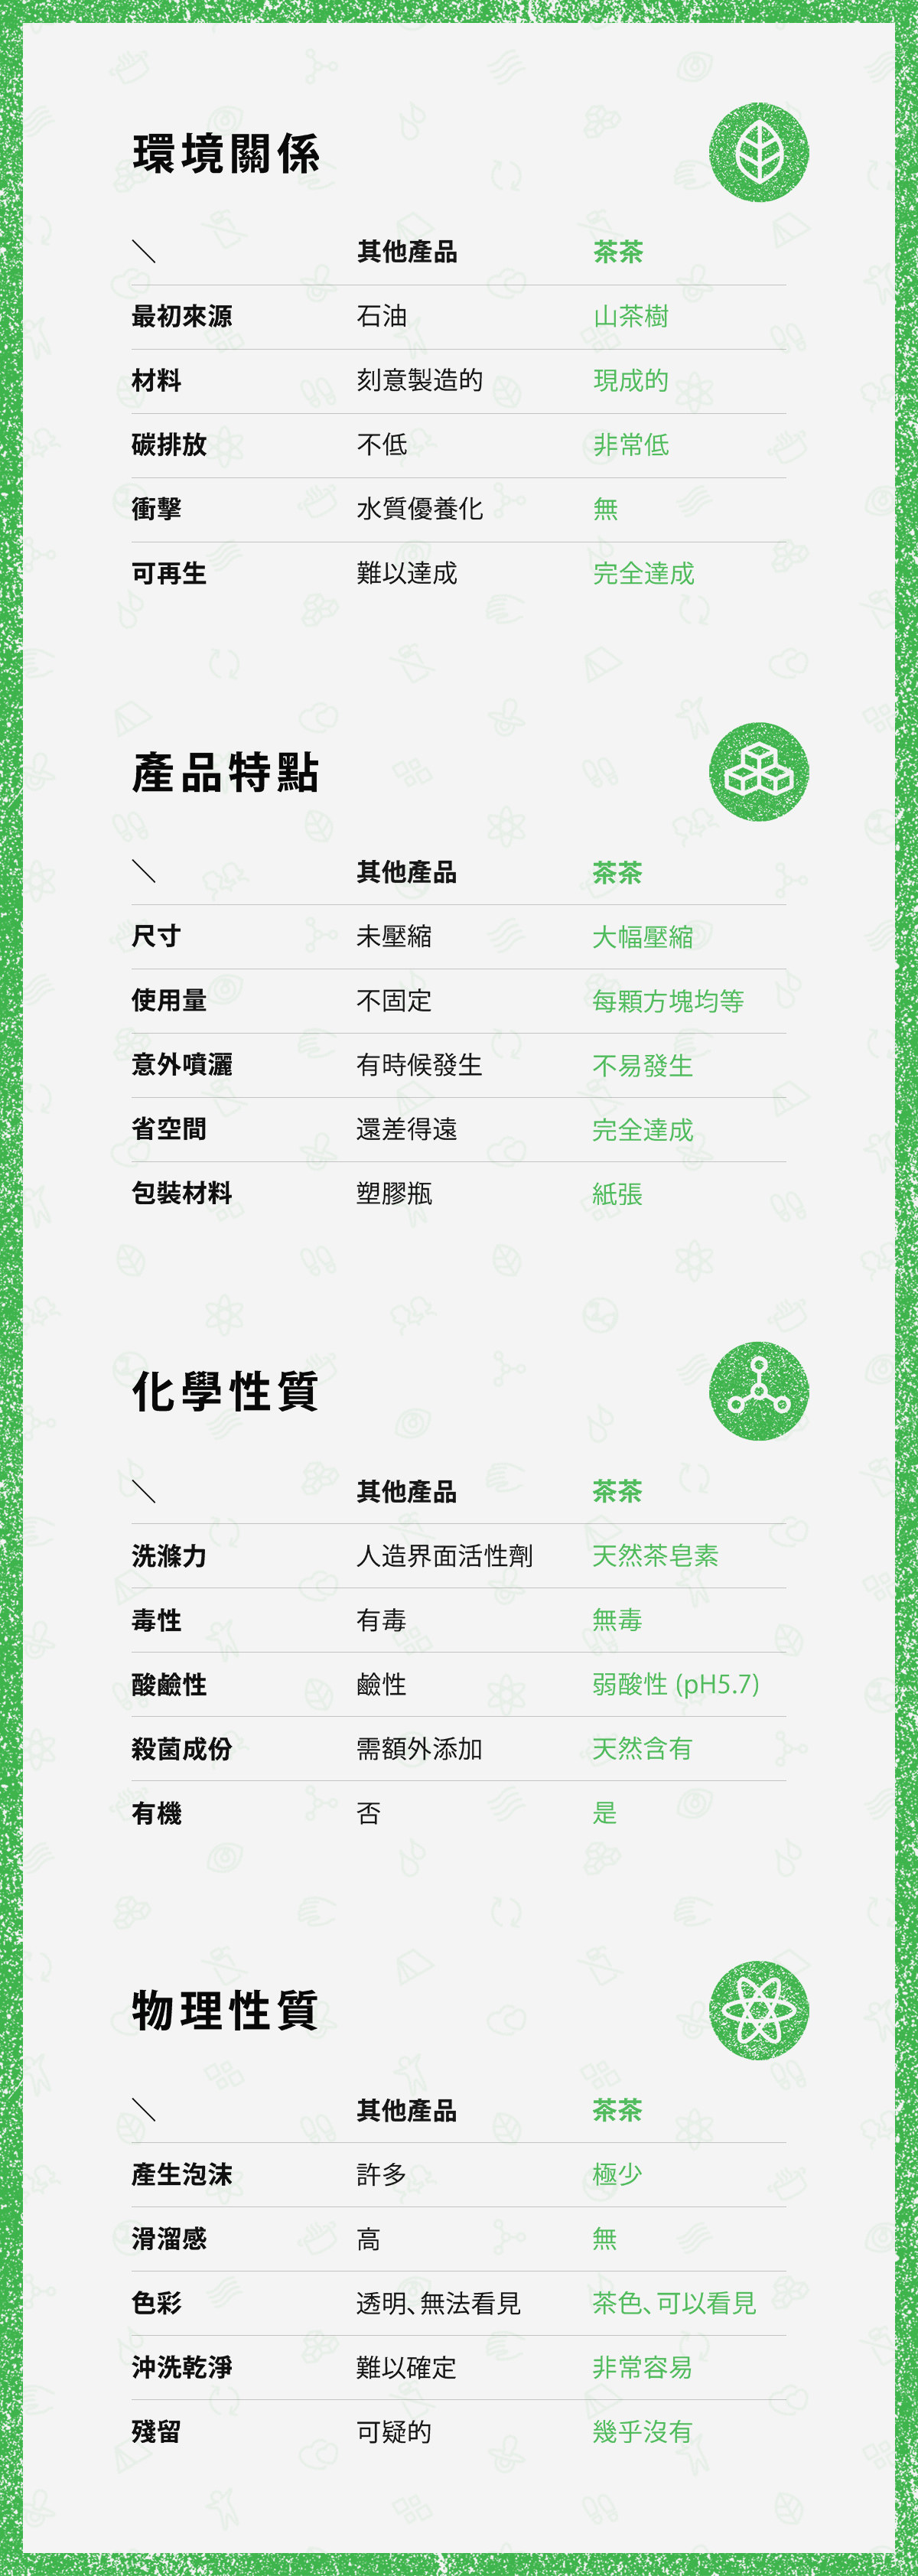 環境關係
＼ 其他產品 茶茶
最初來源 石油 山茶樹
材料 刻意製造的 現成的
碳排放 不低 非常低
衝擊 水質優養化 無
可再生 難以達成 完全達成
產品特點
＼ 其他產品 茶茶
尺寸 未壓縮 大幅壓縮
使用量 不固定 每顆方塊均等
意外噴灑 有時候發生 不易發生
省空間 還差得遠 完全達成
包裝材料 塑膠瓶 紙張
化學性質
＼ 其他產品 茶茶
洗滌力 人造界面活性劑 天然茶皂素
毒性 有毒 無毒
酸鹼性 鹼性 弱酸性 (pH5.7)
殺菌成份 需額外添加 天然含有
有機 否 是
物理性質
＼ 其他產品 茶茶
產生泡沫 許多 極少
滑溜感 高 無
色彩 透明、無法看見 茶色、可以看見
沖洗乾淨 難以確定 非常容易
殘留 可疑的 幾乎沒有